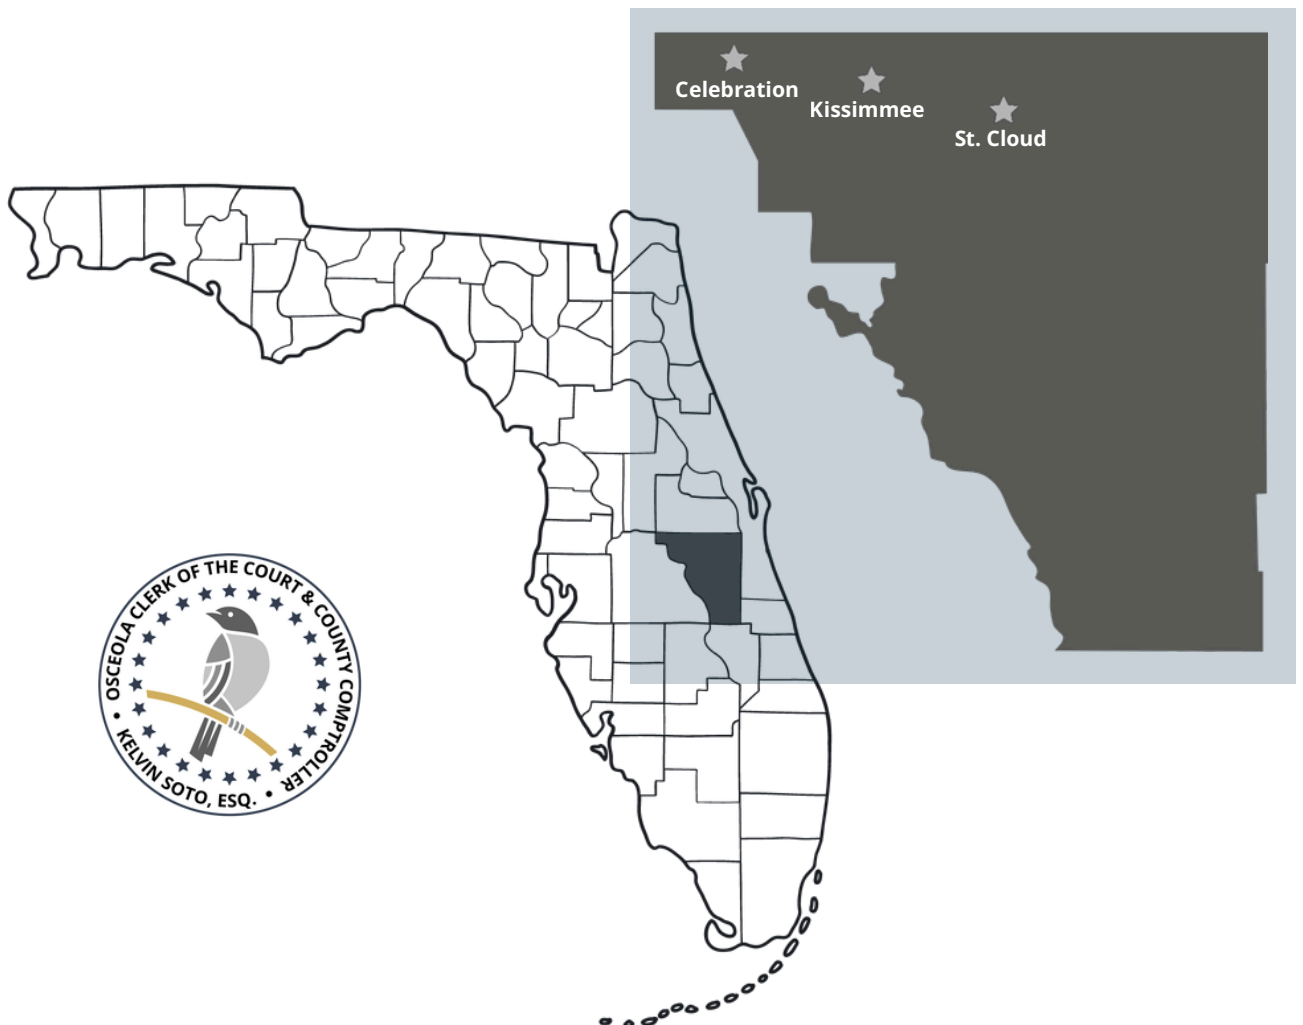 Celebration
Kissimmee
St. Cloud
OSCEOLA CLERK OF THE COURT & COUNTY COMPTROLLER
• KELVIN SOTO, ESQ. •